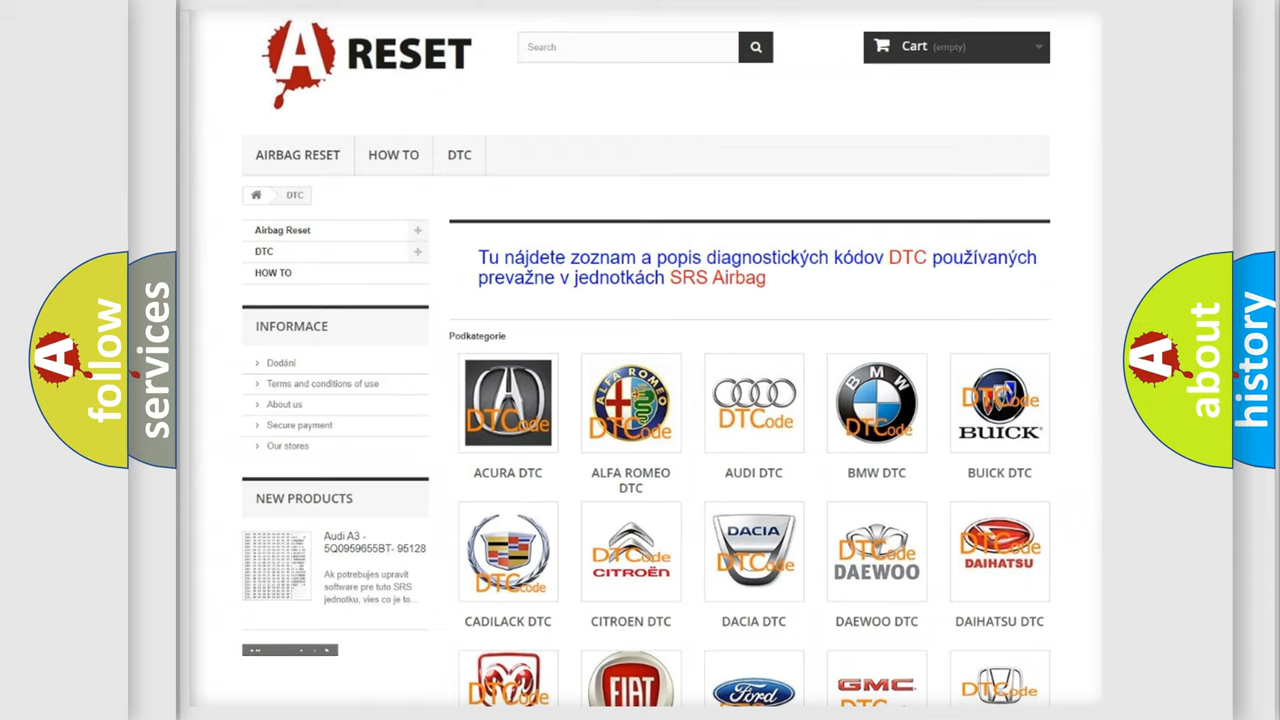 A RESET
Search
Cart (empty)
AIRBAG RESET
HOW TO
DTC
DTC
Airbag Reset
DTC
HOW TO
Tu nájdete zoznam a popis diagnostických kódov DTC používaných
prevažne v jednotkách SRS Airbag
INFORMACE
Dodání
Terms and conditions of use
About us
Secure payment
Our stores
NEW PRODUCTS
Audi A3 -
5Q0959655BT- 95128
Ak potrebujes upravit
software pre tuto SRS
jednotku, vies co je to...
Podkategorie
DTCode
ALFA ROMEO
DTCode
DTCode
BMW
DTCode
DTCode
BUICK
ACURA DTC
ALFA ROMEO
DTC
AUDI DTC
BMW DTC
BUICK DTC
DTCode
DTCode
CITROËN
DACIA
DTCode
DTCode
DAEWOO
DTCode
DAIHATSU
CADILACK DTC
CITROEN DTC
DACIA DTC
DAEWOO DTC
DAIHATSU DTC
DTCode
FIAT
Ford
GMC
DTCode
A follow
services
A about
history